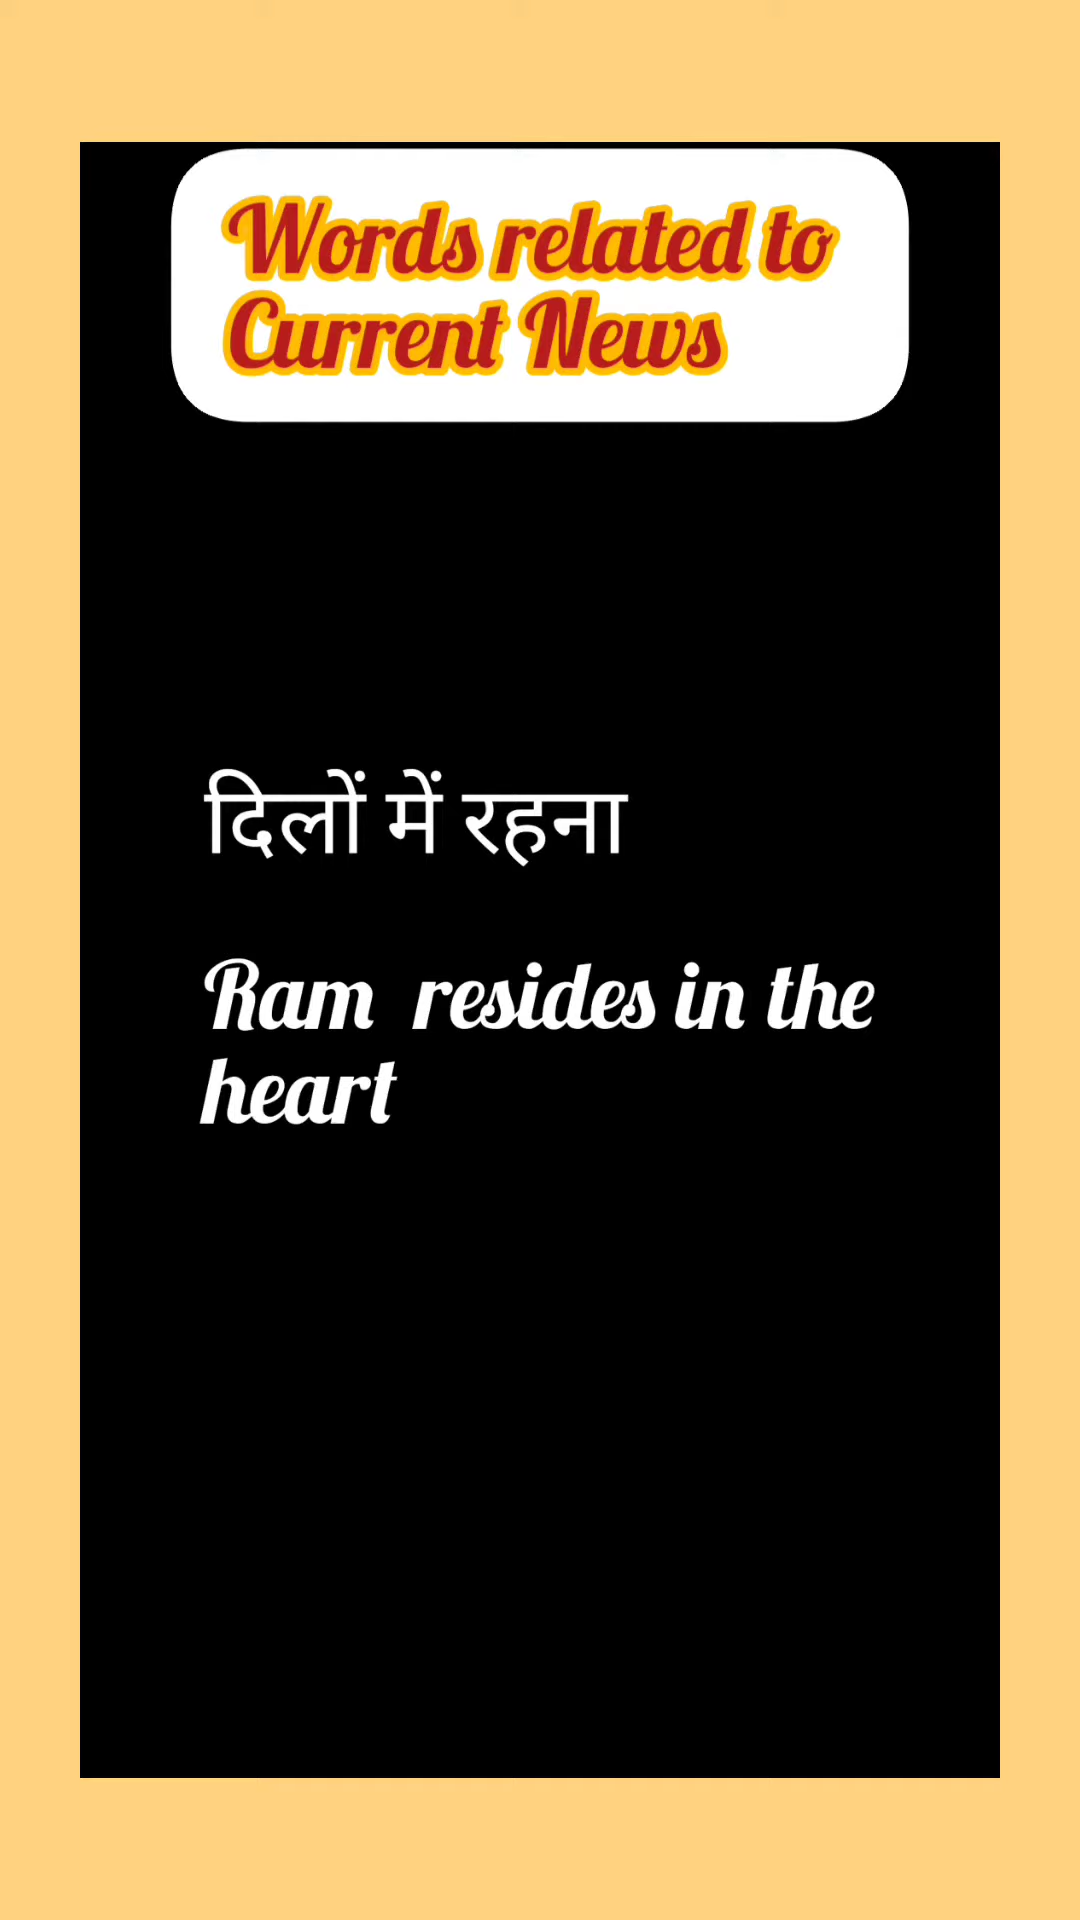 Words related to
Current News
दिलों में रहना
Ram resides in the
heart